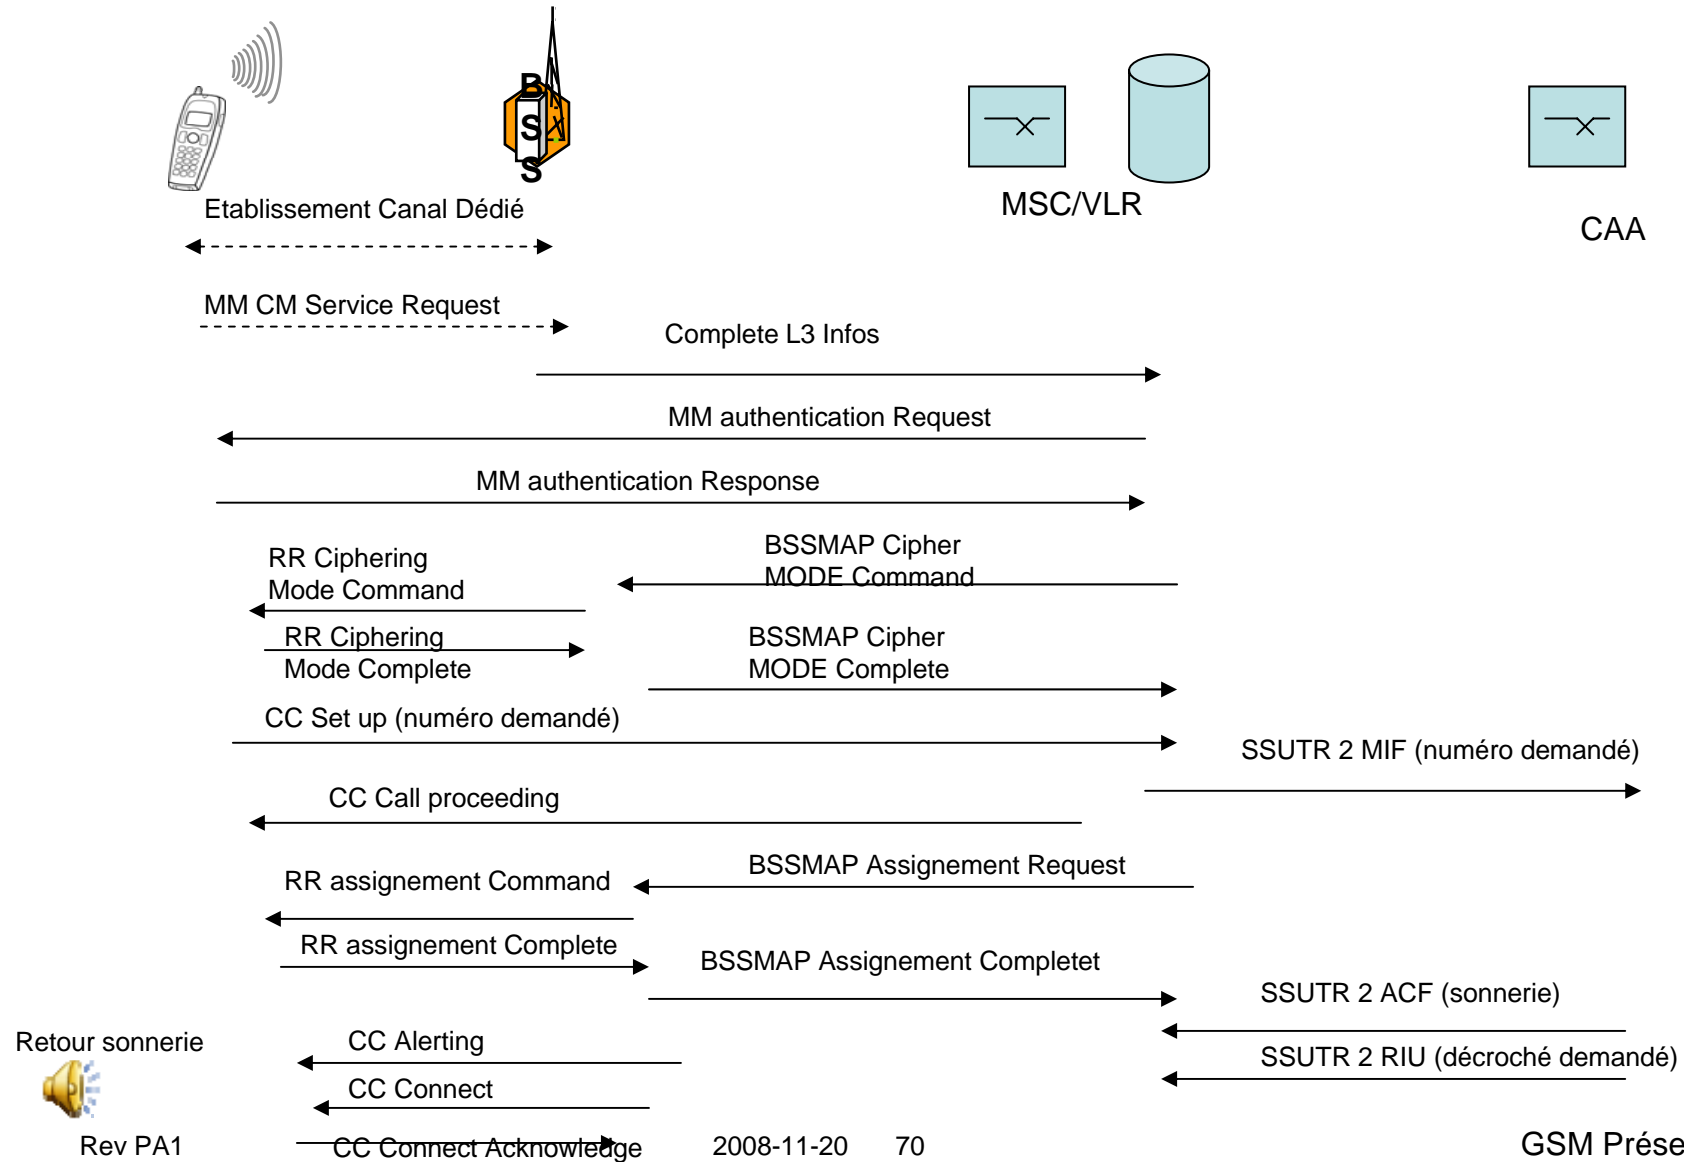 B
S
S
MSC/VLR
CAA
Etablissement Canal Dédié
MM CM Service Request
Complete L3 Infos
MM authentication Request
MM authentication Response
RR Ciphering
Mode Command
BSSMAP Cipher
MODE Command
RR Ciphering
Mode Complete
BSSMAP Cipher
MODE Complete
CC Set up (numéro demandé)
SSUTR 2 MIF (numéro demandé)
CC Call proceeding
BSSMAP Assignement Request
RR assignement Command
RR assignement Complete
BSSMAP Assignement Completet
SSUTR 2 ACF (sonnerie)
Retour sonnerie
CC Alerting
SSUTR 2 RIU (décroché demandé)
CC Connect
CC Connect Acknowledge
Rev PA1
2008-11-20
70
GSM Prése